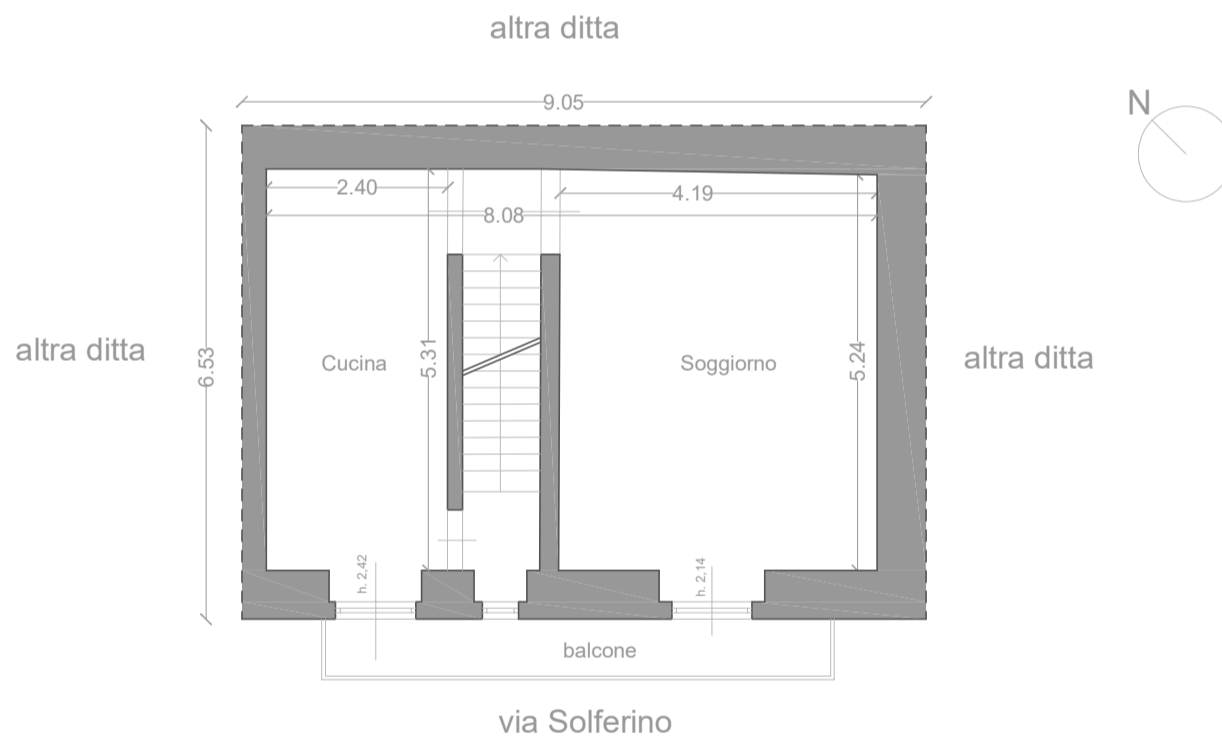 altra ditta
N
9.05
2.40
4.19
8.08
altra ditta
6.53
Cucina
5.31
Soggiorno
5.24
altra ditta
h. 2,42
h. 2,14
balcone
via Solferino